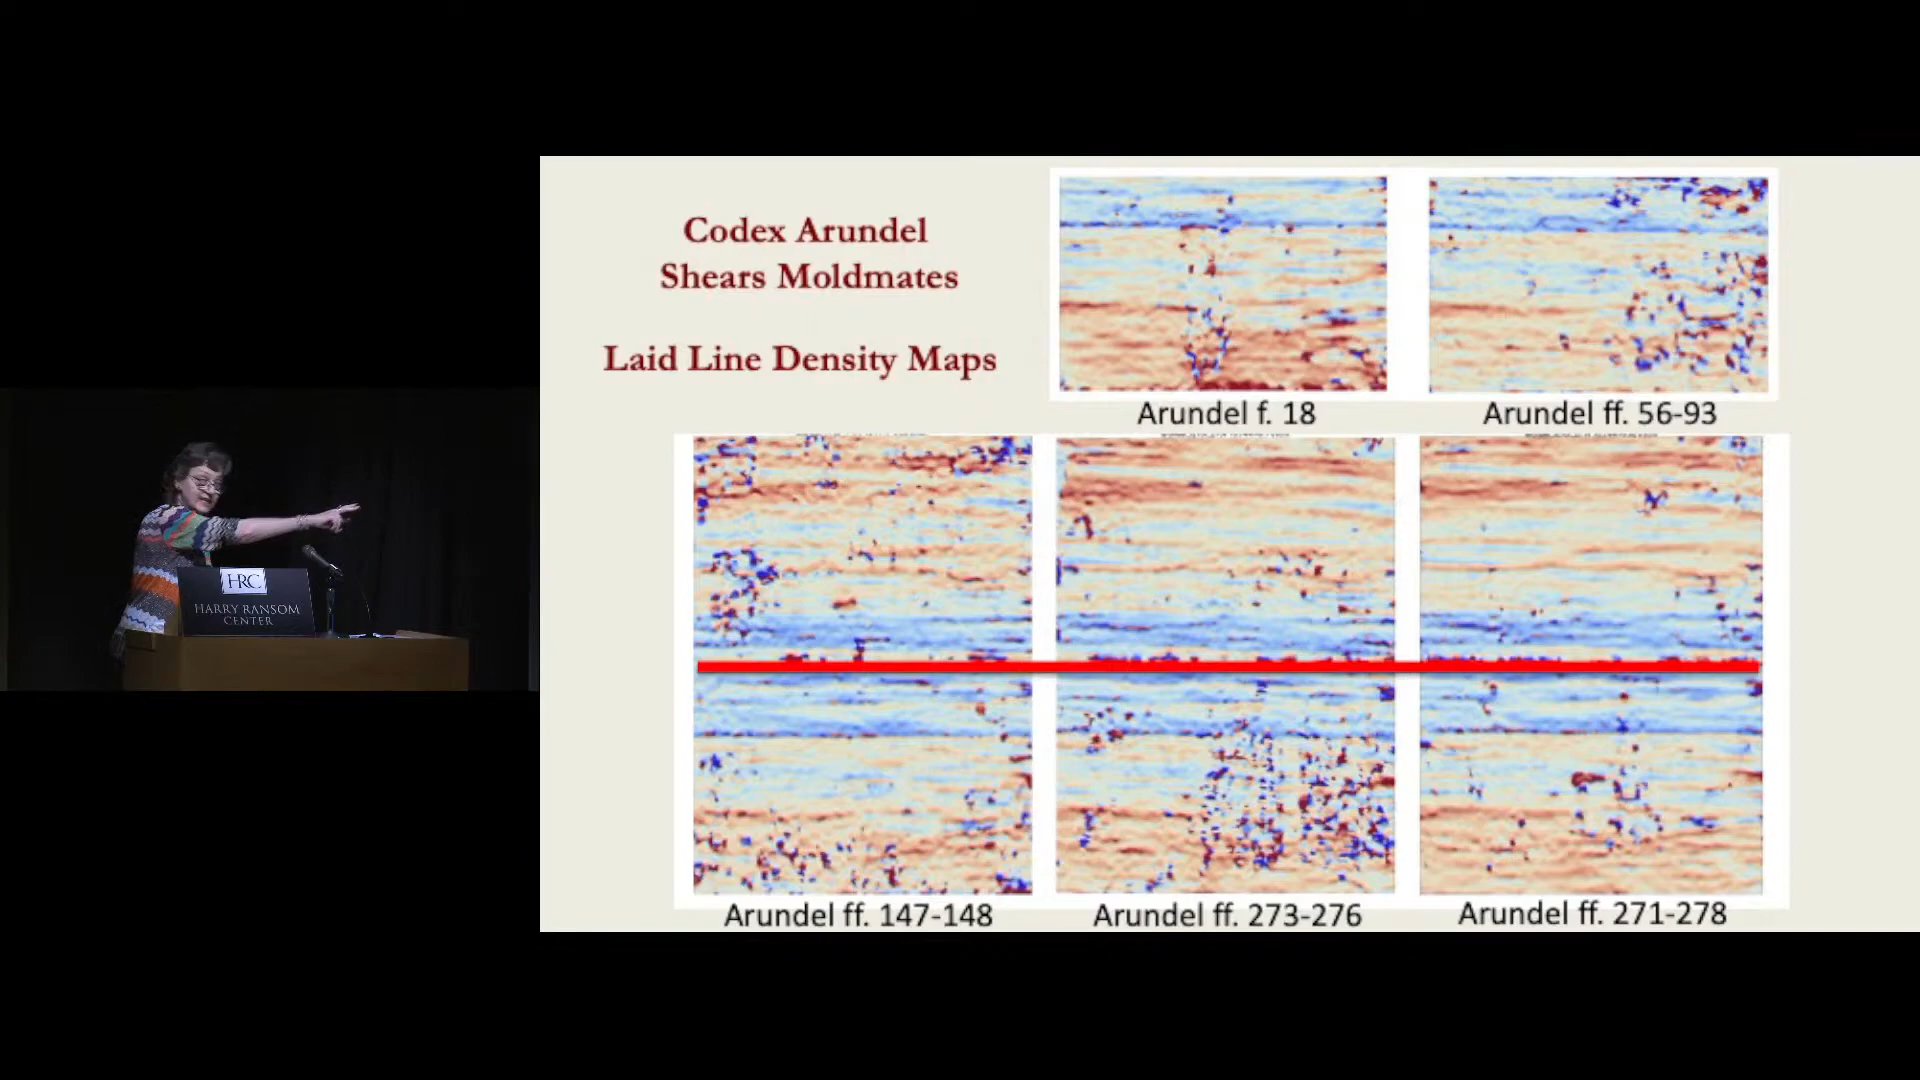 Codex Arundel
Shears Moldmates
Laid Line Density Maps
Arundel f. 18
Arundel ff. 56-93
HRC
HARRY RANSOM
CENTER
Arundel ff. 147-148
Arundel ff. 273-276
Arundel ff. 271-278